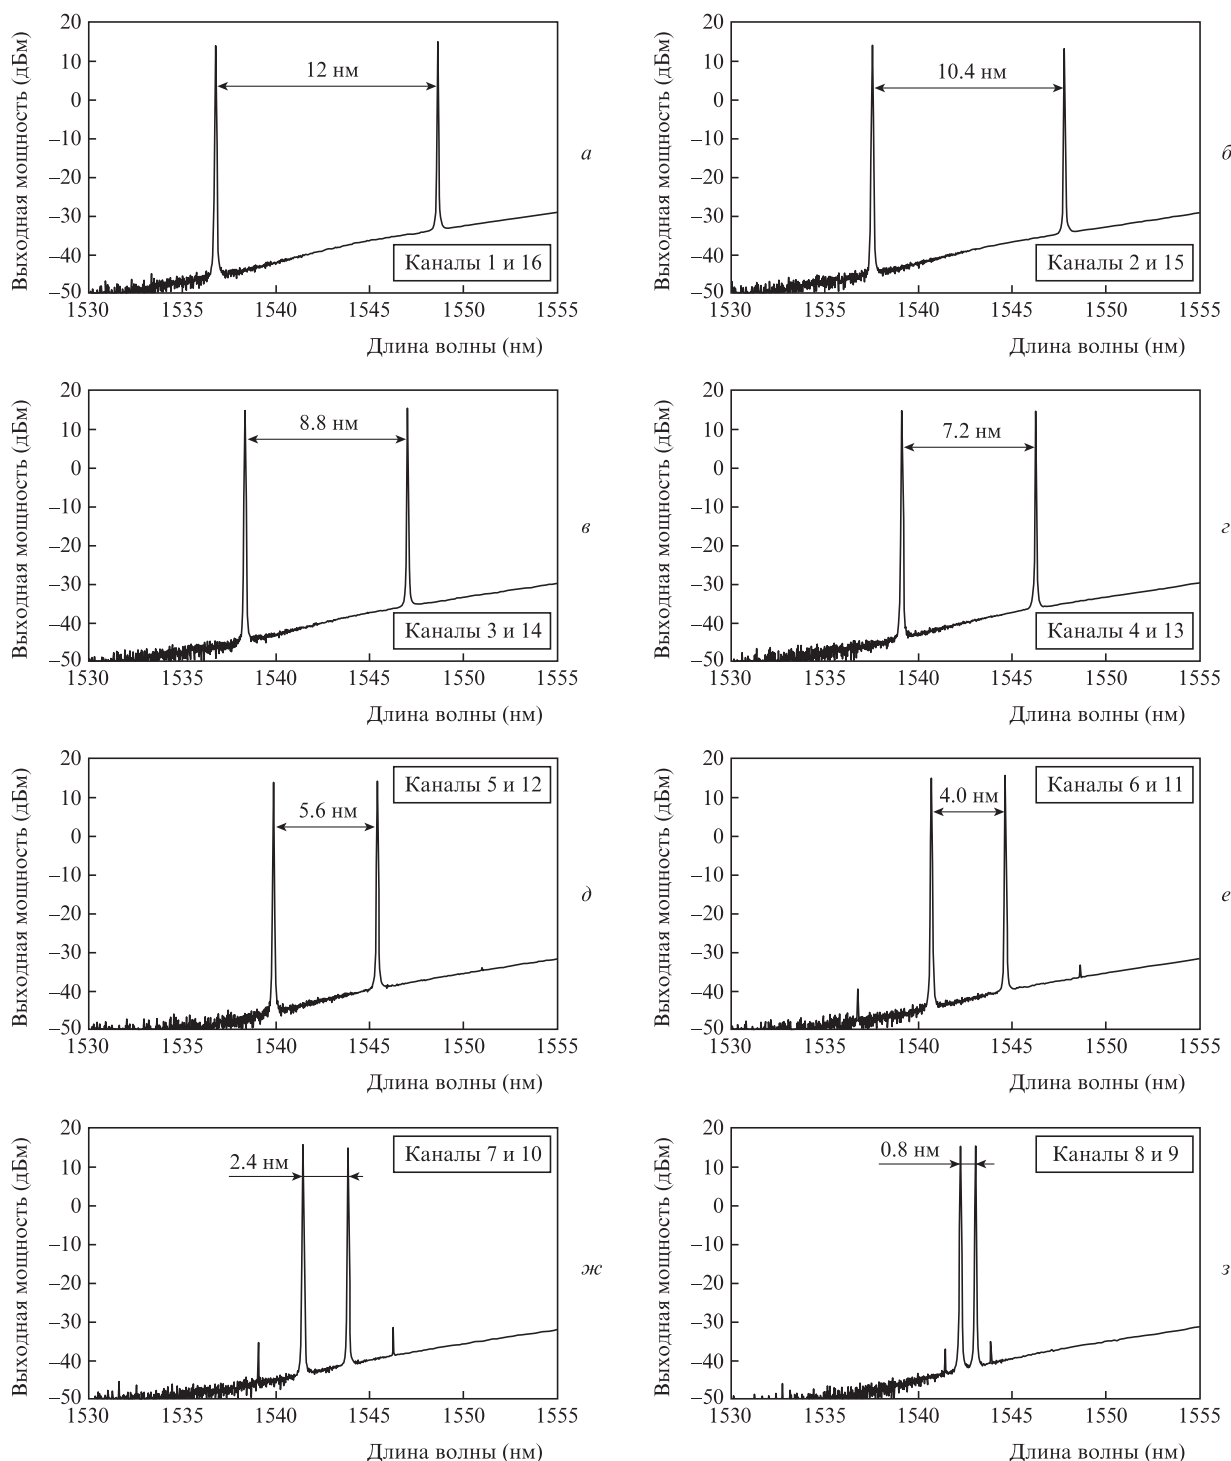 20
10
0
–10
–20
–30
–40
–50
Выходная мощность (дБм)
12 нм
Каналы 1 и 16
1530 1535 1540 1545 1550 1555
Длина волны (нм)
а
20
10
0
–10
–20
–30
–40
–50
Выходная мощность (дБм)
10.4 нм
Каналы 2 и 15
1530 1535 1540 1545 1550 1555
Длина волны (нм)
б
20
10
0
–10
–20
–30
–40
–50
Выходная мощность (дБм)
8.8 нм
Каналы 3 и 14
1530 1535 1540 1545 1550 1555
Длина волны (нм)
в
20
10
0
–10
–20
–30
–40
–50
Выходная мощность (дБм)
7.2 нм
Каналы 4 и 13
1530 1535 1540 1545 1550 1555
Длина волны (нм)
г
20
10
0
–10
–20
–30
–40
–50
Выходная мощность (дБм)
Каналы 5 и 12
5.6 нм
1530 1535 1540 1545 1550 1555
Длина волны (нм)
д
20
10
0
–10
–20
–30
–40
–50
Выходная мощность (дБм)
Каналы 6 и 11
4.0 нм
1530 1535 1540 1545 1550 1555
Длина волны (нм)
е
20
10
0
–10
–20
–30
–40
–50
Выходная мощность (дБм)
Каналы 7 и 10
2.4 нм
1530 1535 1540 1545 1550 1555
Длина волны (нм)
ж
20
10
0
–10
–20
–30
–40
–50
Выходная мощность (дБм)
Каналы 8 и 9
0.8 нм
1530 1535 1540 1545 1550 1555
Длина волны (нм)
з